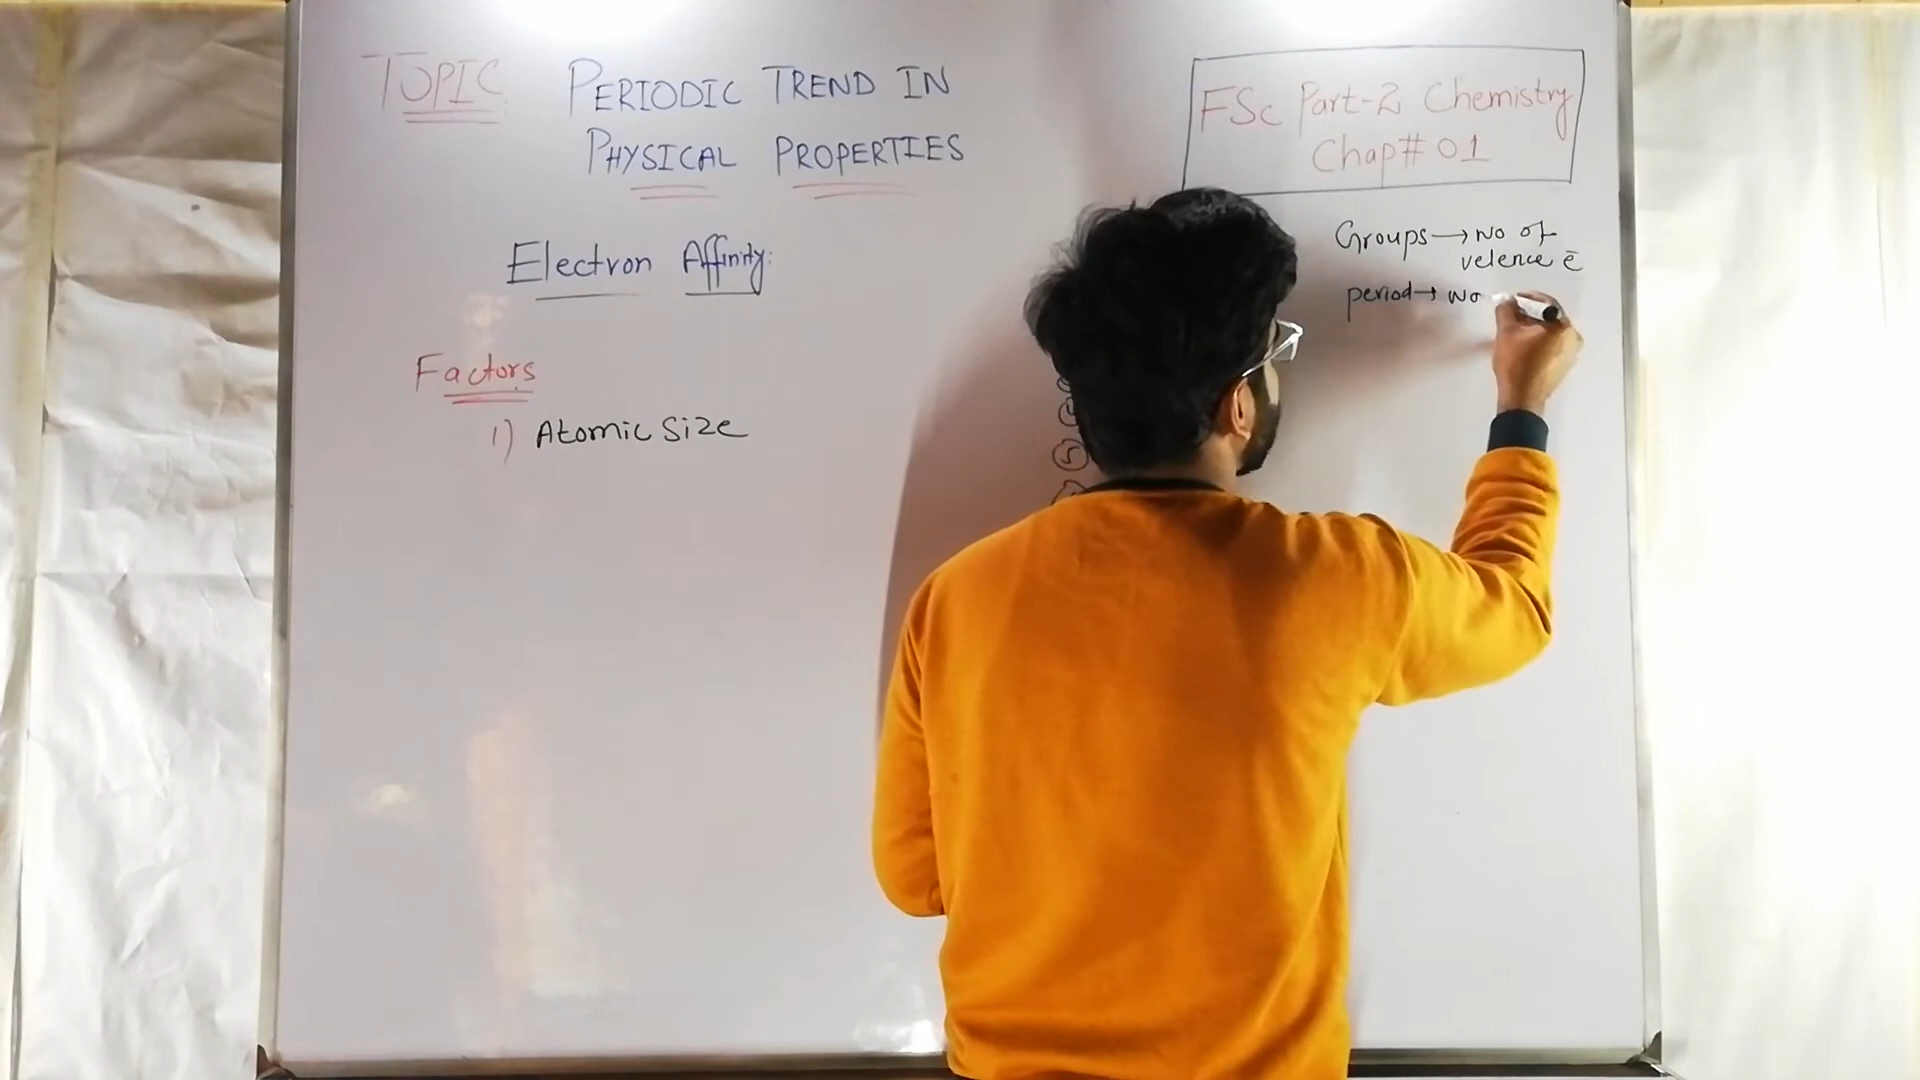 TOPIC PERIODIC TREND IN
PHYSICAL PROPERTIES
FSc Part-2 Chemistry
Chap# 01
Electron Affinity:
Factors
1) Atomic Size
Groups→ No of
velence ē
period→ No
5